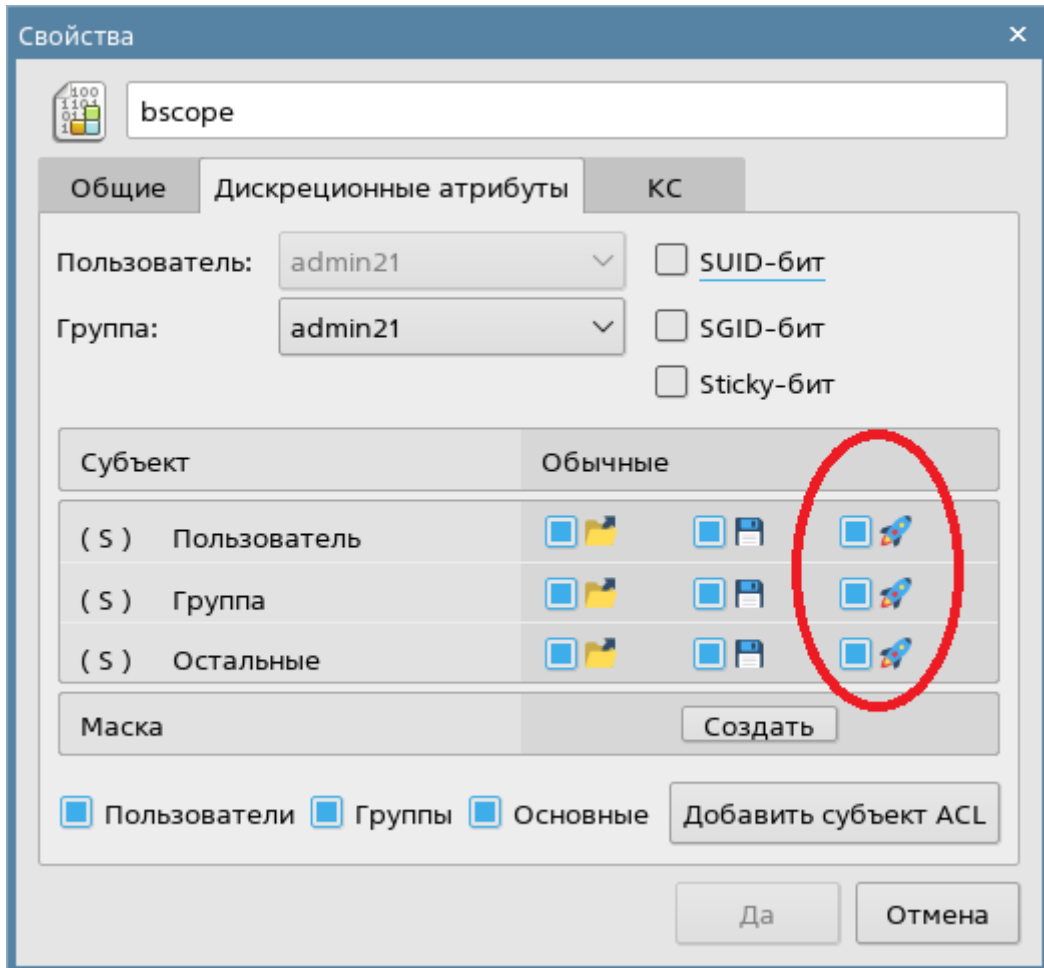 Свойства
bscope
Общие Дискреционные атрибуты КС
Пользователь: admin21 SUID-бит
Группа: admin21 SGID-бит
Sticky-бит
Субъект Обычные
(S) Пользователь
(S) Группа
(S) Остальные
Маска Создать
Пользователи Группы Основные Добавить субъект ACL
Да Отмена